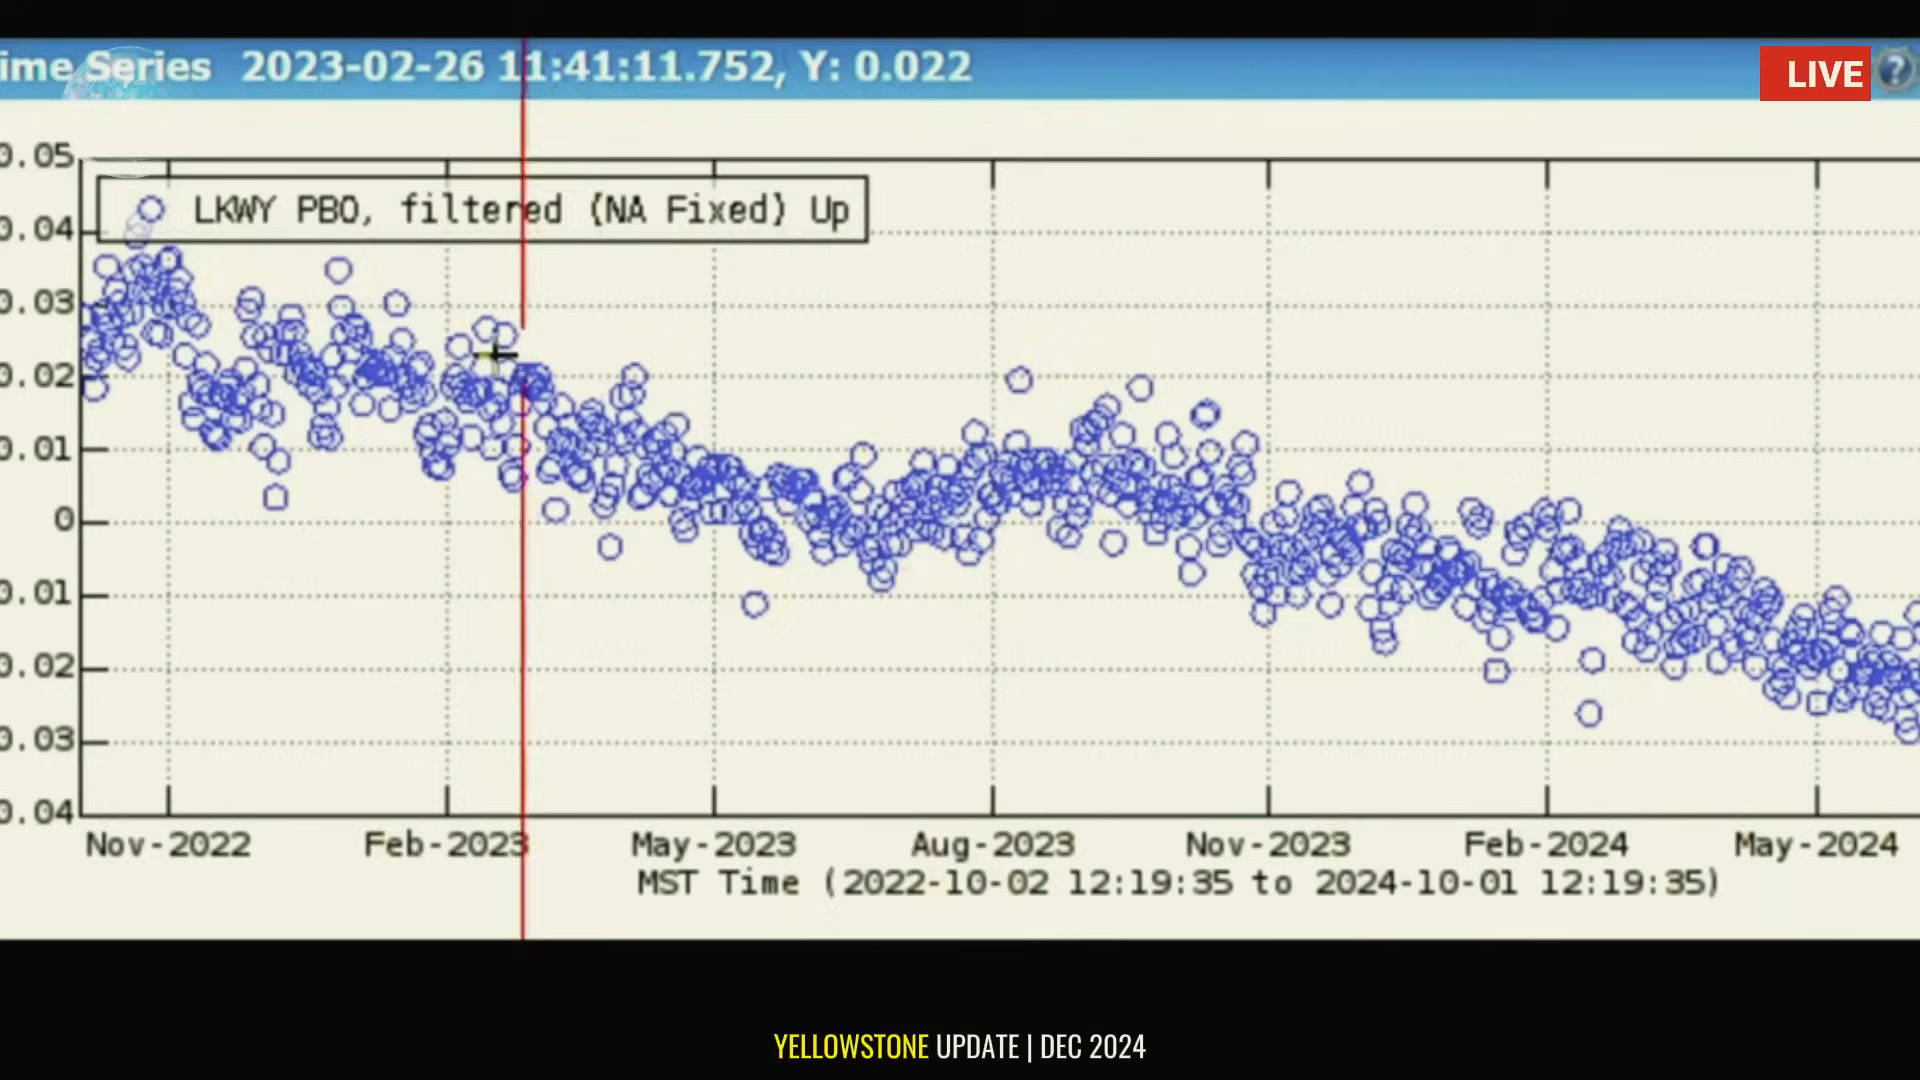 ime Series 2023-02-26 11:41:11.752, Y: 0.022
LIVE
?
0.05
LKWY PBO, filtered (NA Fixed) Up
0.04
0.03
0.02
0.01
0
0.01
0.02
0.03
0.04
Nov-2022 Feb-2023 May-2023 Aug-2023 Nov-2023 Feb-2024 May-2024
MST Time (2022-10-02 12:19:35 to 2024-10-01 12:19:35)
YELLOWSTONE UPDATE | DEC 2024